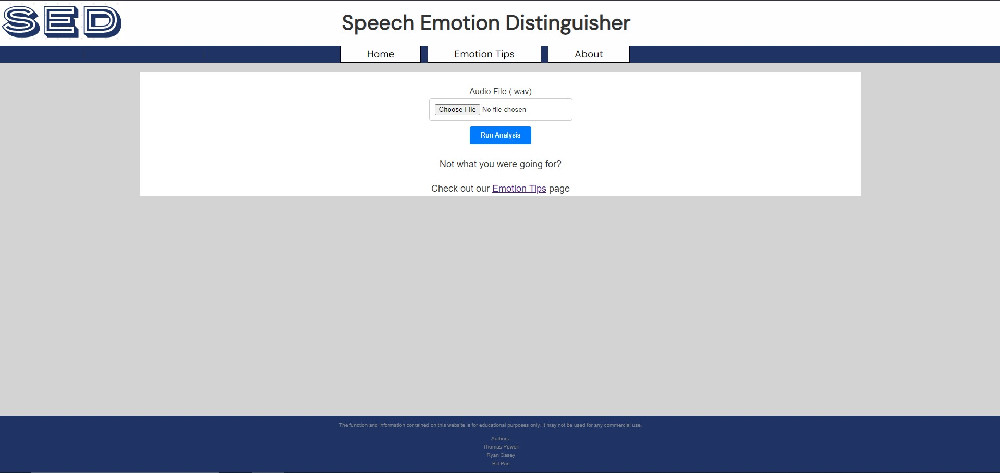 SED
Speech Emotion Distinguisher
Home Emotion Tips About
Audio File (.wav)
Choose File No file chosen
Run Analysis
Not what you were going for?
Check out our Emotion Tips page
The function and information contained on this website is for educational purposes only. It may not be used for any commercial use.
Authors:
Thomas Powell
Ryan Casey
Bill Pan